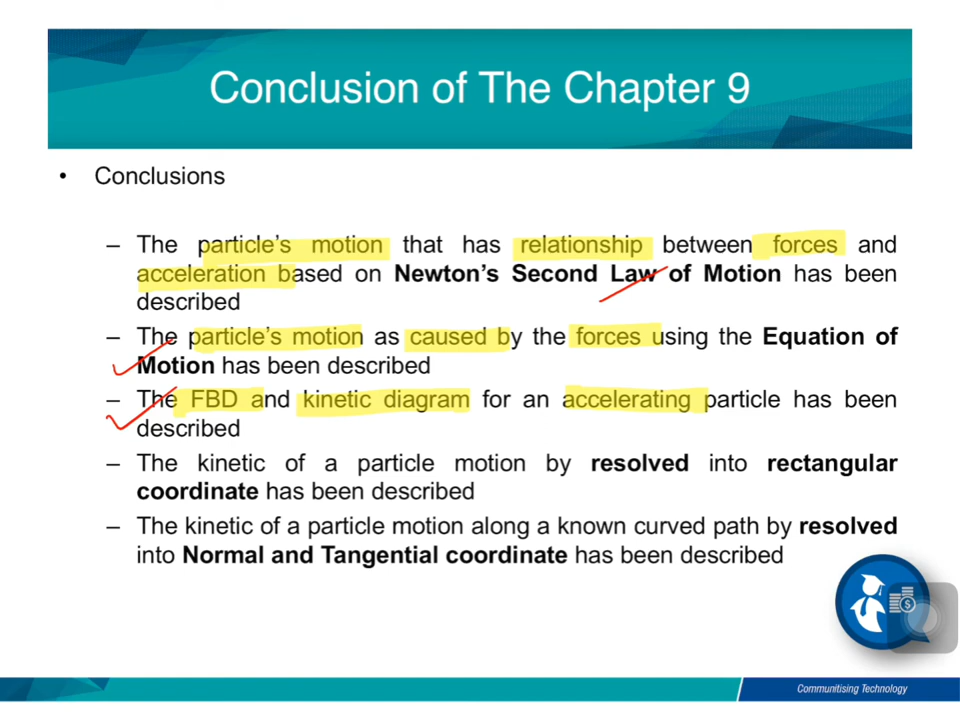 Conclusion of The Chapter 9
• Conclusions
– The particle's motion that has relationship between forces and
acceleration based on Newton's Second Law of Motion has been
described
– The particle's motion as caused by the forces using the Equation of
Motion has been described
– The FBD and kinetic diagram for an accelerating particle has been
described
– The kinetic of a particle motion by resolved into rectangular
coordinate has been described
– The kinetic of a particle motion along a known curved path by resolved
into Normal and Tangential coordinate has been described
$
Communitising Technology